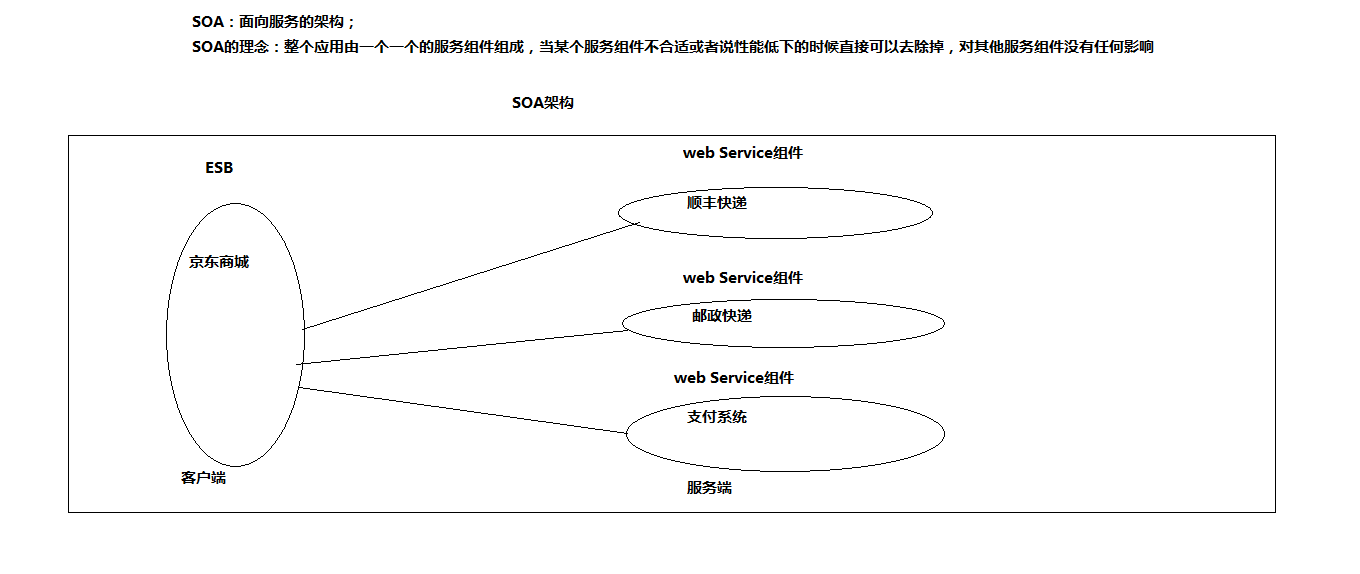 SOA：面向服务的架构；
SOA的理念：整个应用由一个一个的服务组件组成，当某个服务组件不合适或者说性能低下的时候直接可以去除掉，对其他服务组件没有任何影响
SOA架构
ESB
京东商城
客户端
web Service组件
顺丰快递
web Service组件
邮政快递
web Service组件
支付系统
服务端